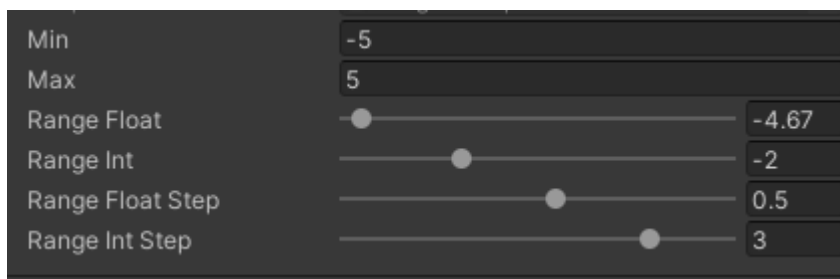 Min -5
Max 5
Range Float -4.67
Range Int -2
Range Float Step 0.5
Range Int Step 3